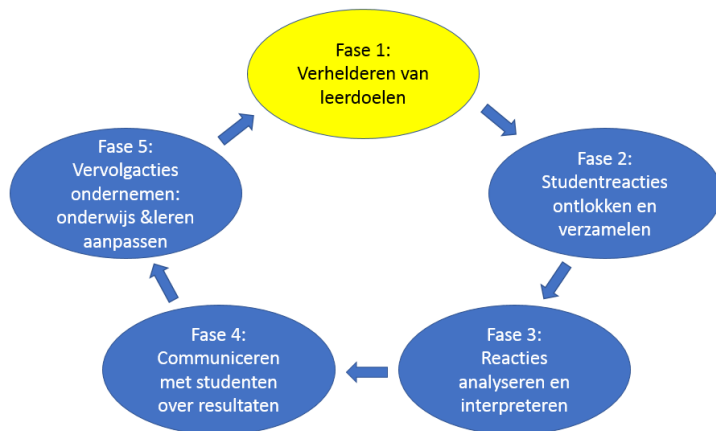 Fase 1:
Verhelderen van
leerdoelen
Fase 2:
Studentreacties
ontlokken en
verzamelen
Fase 3:
Reacties
analyseren en
interpreteren
Fase 4:
Communiceren
met studenten
over resultaten
Fase 5:
Vervolgacties
ondernemen:
onderwijs &leren
aanpassen